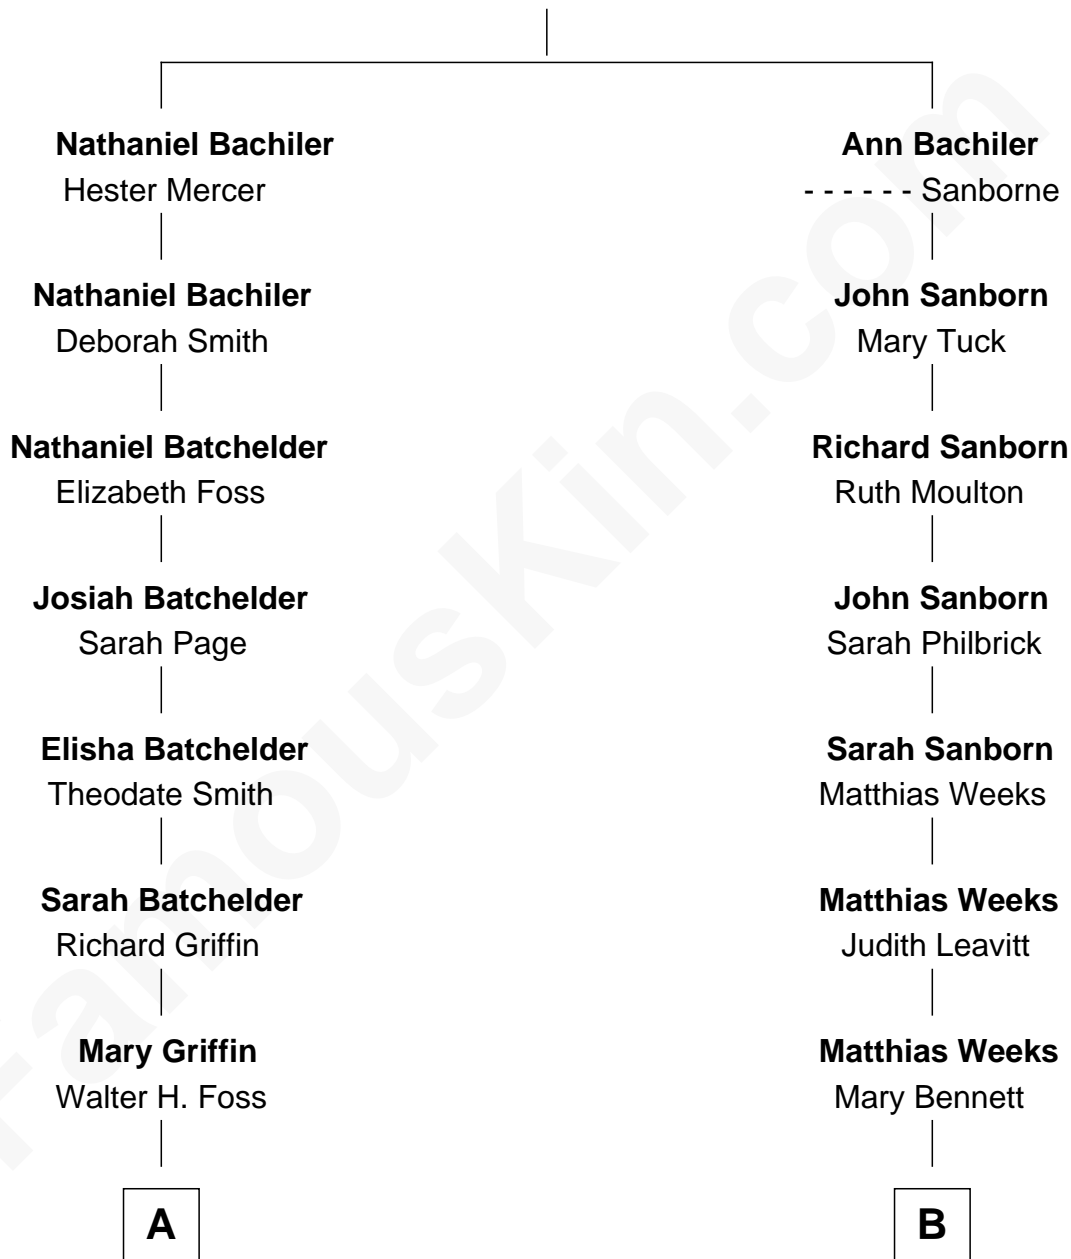 Nathaniel Bachiler
Hester Mercer
Nathaniel Bachiler
Deborah Smith
Nathaniel Batchelder
Elizabeth Foss
Josiah Batchelder
Sarah Page
Elisha Batchelder
Theodate Smith
Sarah Batchelder
Richard Griffin
Mary Griffin
Walter H. Foss
A
Ann Bachiler
- - - - - - Sanborne
John Sanborn
Mary Tuck
Richard Sanborn
Ruth Moulton
John Sanborn
Sarah Philbrick
Sarah Sanborn
Matthias Weeks
Matthias Weeks
Judith Leavitt
Matthias Weeks
Mary Bennett
B
FamousKin.com